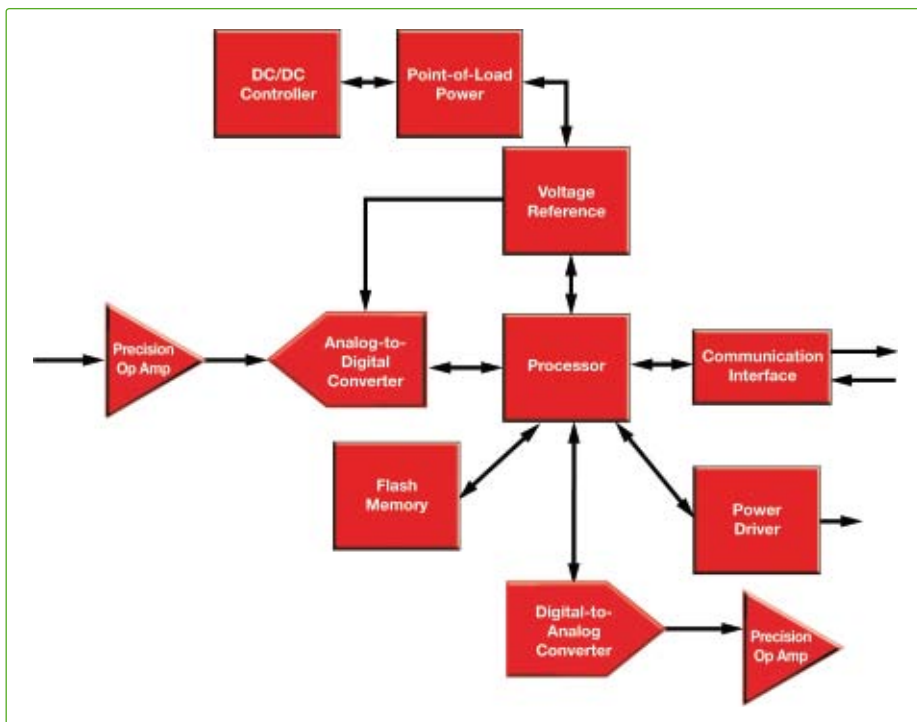 DC/DC
Controller
Point-of-Load
Power
Voltage
Reference
Precision
Op Amp
Analog-to-
Digital
Converter
Processor
Communication
Interface
Flash
Memory
Power
Driver
Digital-to-
Analog
Converter
Precision
Op Amp